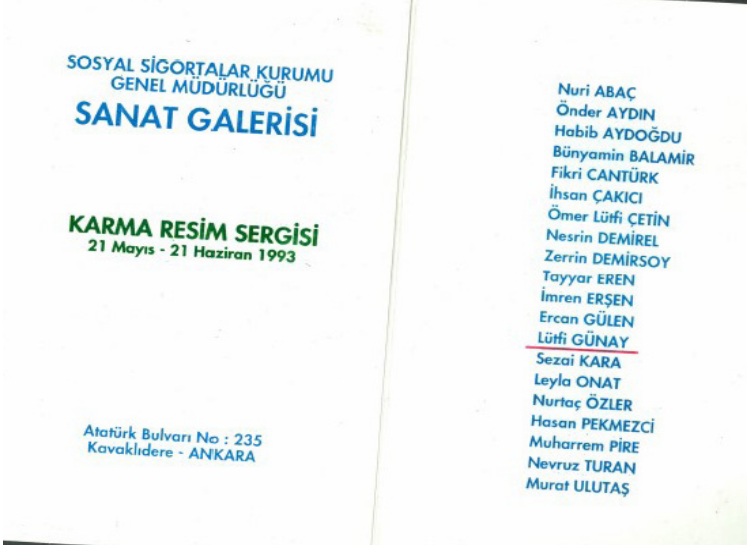 SOSYAL SİGORTALAR KURUMU
GENEL MÜDÜRLÜĞÜ
SANAT GALERİSİ
KARMA RESİM SERGİSİ
21 Mayıs - 21 Haziran 1993
Atatürk Bulvarı No : 235
Kavaklıdere - ANKARA
Nuri ABAÇ
Önder AYDIN
Habib AYDOĞDU
Bünyamin BALAMİR
Fikri CANTÜRK
İhsan ÇAKICI
Ömer Lütfi ÇETİN
Nesrin DEMİREL
Zerrin DEMİRSOY
Tayyar EREN
İmren ERŞEN
Ercan GÜLEN
Lütfi GÜNAY
Sezai KARA
Leyla ONAT
Nurtaç ÖZLER
Hasan PEKMEZCİ
Muharrem PİRE
Nevruz TURAN
Murat ULUTAŞ